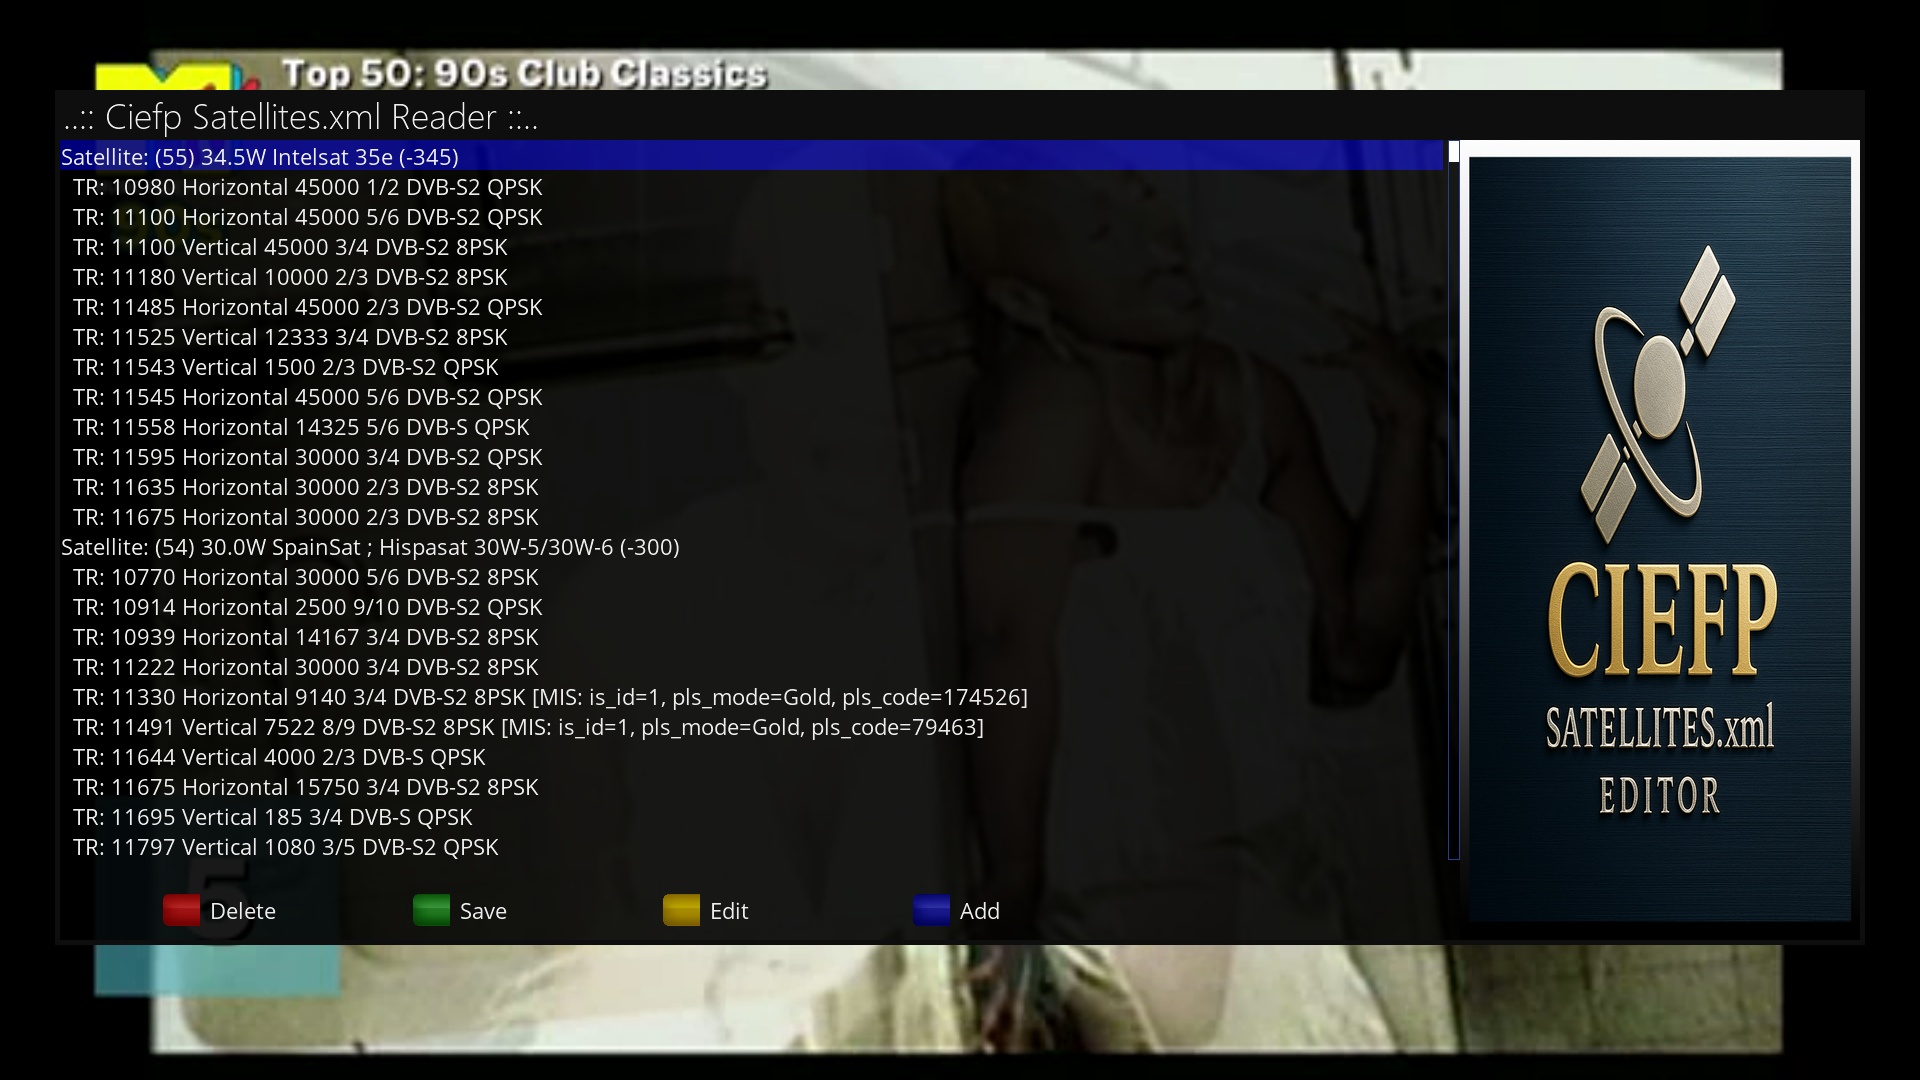 Top 50: 90s Club Classics
..:: Ciefp Satellites.xml Reader ::..
Satellite: (55) 34.5W Intelsat 35e (-345)
TR: 10980 Horizontal 45000 1/2 DVB-S2 QPSK
TR: 11100 Horizontal 45000 5/6 DVB-S2 QPSK
TR: 11100 Vertical 45000 3/4 DVB-S2 8PSK
TR: 11180 Vertical 10000 2/3 DVB-S2 8PSK
TR: 11485 Horizontal 45000 2/3 DVB-S2 QPSK
TR: 11525 Vertical 12333 3/4 DVB-S2 8PSK
TR: 11543 Vertical 1500 2/3 DVB-S2 QPSK
TR: 11545 Horizontal 45000 5/6 DVB-S2 QPSK
TR: 11558 Horizontal 14325 5/6 DVB-S QPSK
TR: 11595 Horizontal 30000 3/4 DVB-S2 QPSK
TR: 11635 Horizontal 30000 2/3 DVB-S2 8PSK
TR: 11675 Horizontal 30000 2/3 DVB-S2 8PSK
Satellite: (54) 30.0W SpainSat ; Hispasat 30W-5/30W-6 (-300)
TR: 10770 Horizontal 30000 5/6 DVB-S2 8PSK
TR: 10914 Horizontal 2500 9/10 DVB-S2 QPSK
TR: 10939 Horizontal 14167 3/4 DVB-S2 8PSK
TR: 11222 Horizontal 30000 3/4 DVB-S2 8PSK
TR: 11330 Horizontal 9140 3/4 DVB-S2 8PSK [MIS: is_id=1, pls_mode=Gold, pls_code=174526]
TR: 11491 Vertical 7522 8/9 DVB-S2 8PSK [MIS: is_id=1, pls_mode=Gold, pls_code=79463]
TR: 11644 Vertical 4000 2/3 DVB-S QPSK
TR: 11675 Horizontal 15750 3/4 DVB-S2 8PSK
TR: 11695 Vertical 185 3/4 DVB-S QPSK
TR: 11797 Vertical 1080 3/5 DVB-S2 QPSK
Delete
Save
Edit
Add
CIEFP
SATELLITES.xml
EDITOR
90s
5